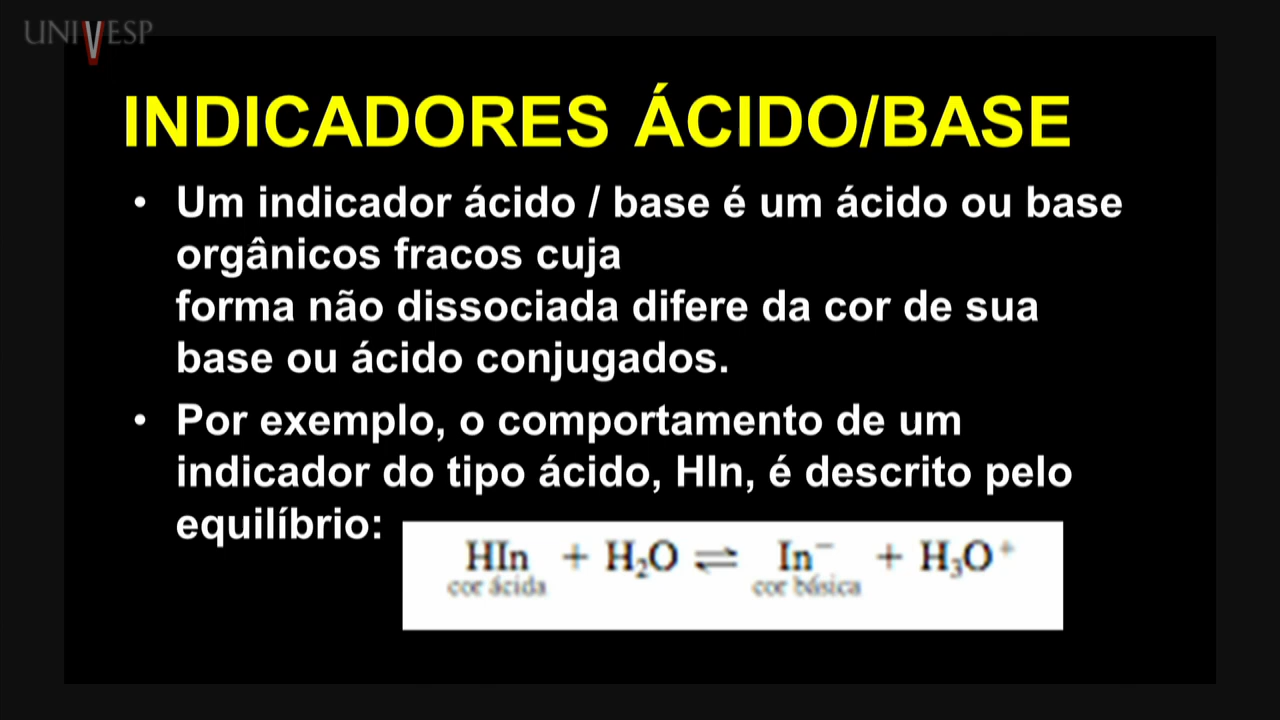 UNIVESP
INDICADORES ÁCIDO/BASE
• Um indicador ácido / base é um ácido ou base
orgânicos fracos cuja
forma não dissociada difere da cor de sua
base ou ácido conjugados.
• Por exemplo, o comportamento de um
indicador do tipo ácido, HIn, é descrito pelo
equilíbrio:
HIn + H₂O ⇌ In⁻ + H₃O⁺
cor ácida cor básica